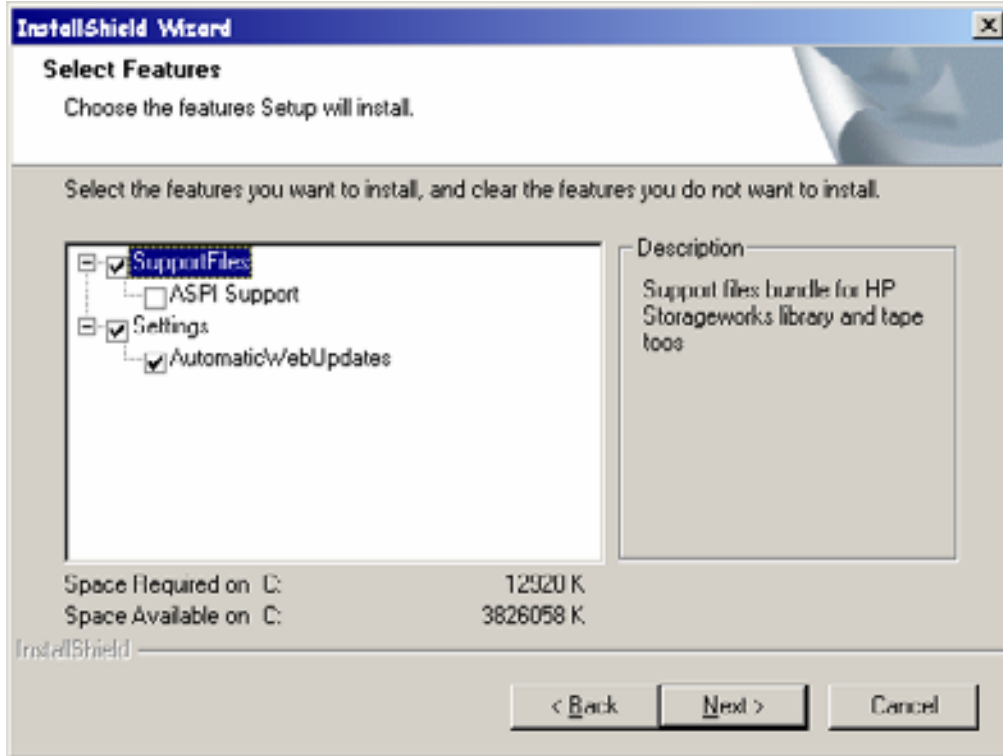 InstallShield Wizard
Select Features
Choose the features Setup will install.
Select the features you want to install, and clear the features you do not want to install.
SupportFiles
ASPI Support
Settings
AutomaticWebUpdates
Description
Support files bundle for HP
Storageworks library and tape
toos
Space Required on C: 12920 K
Space Available on C: 3826058 K
InstallShield
< Back Next > Cancel